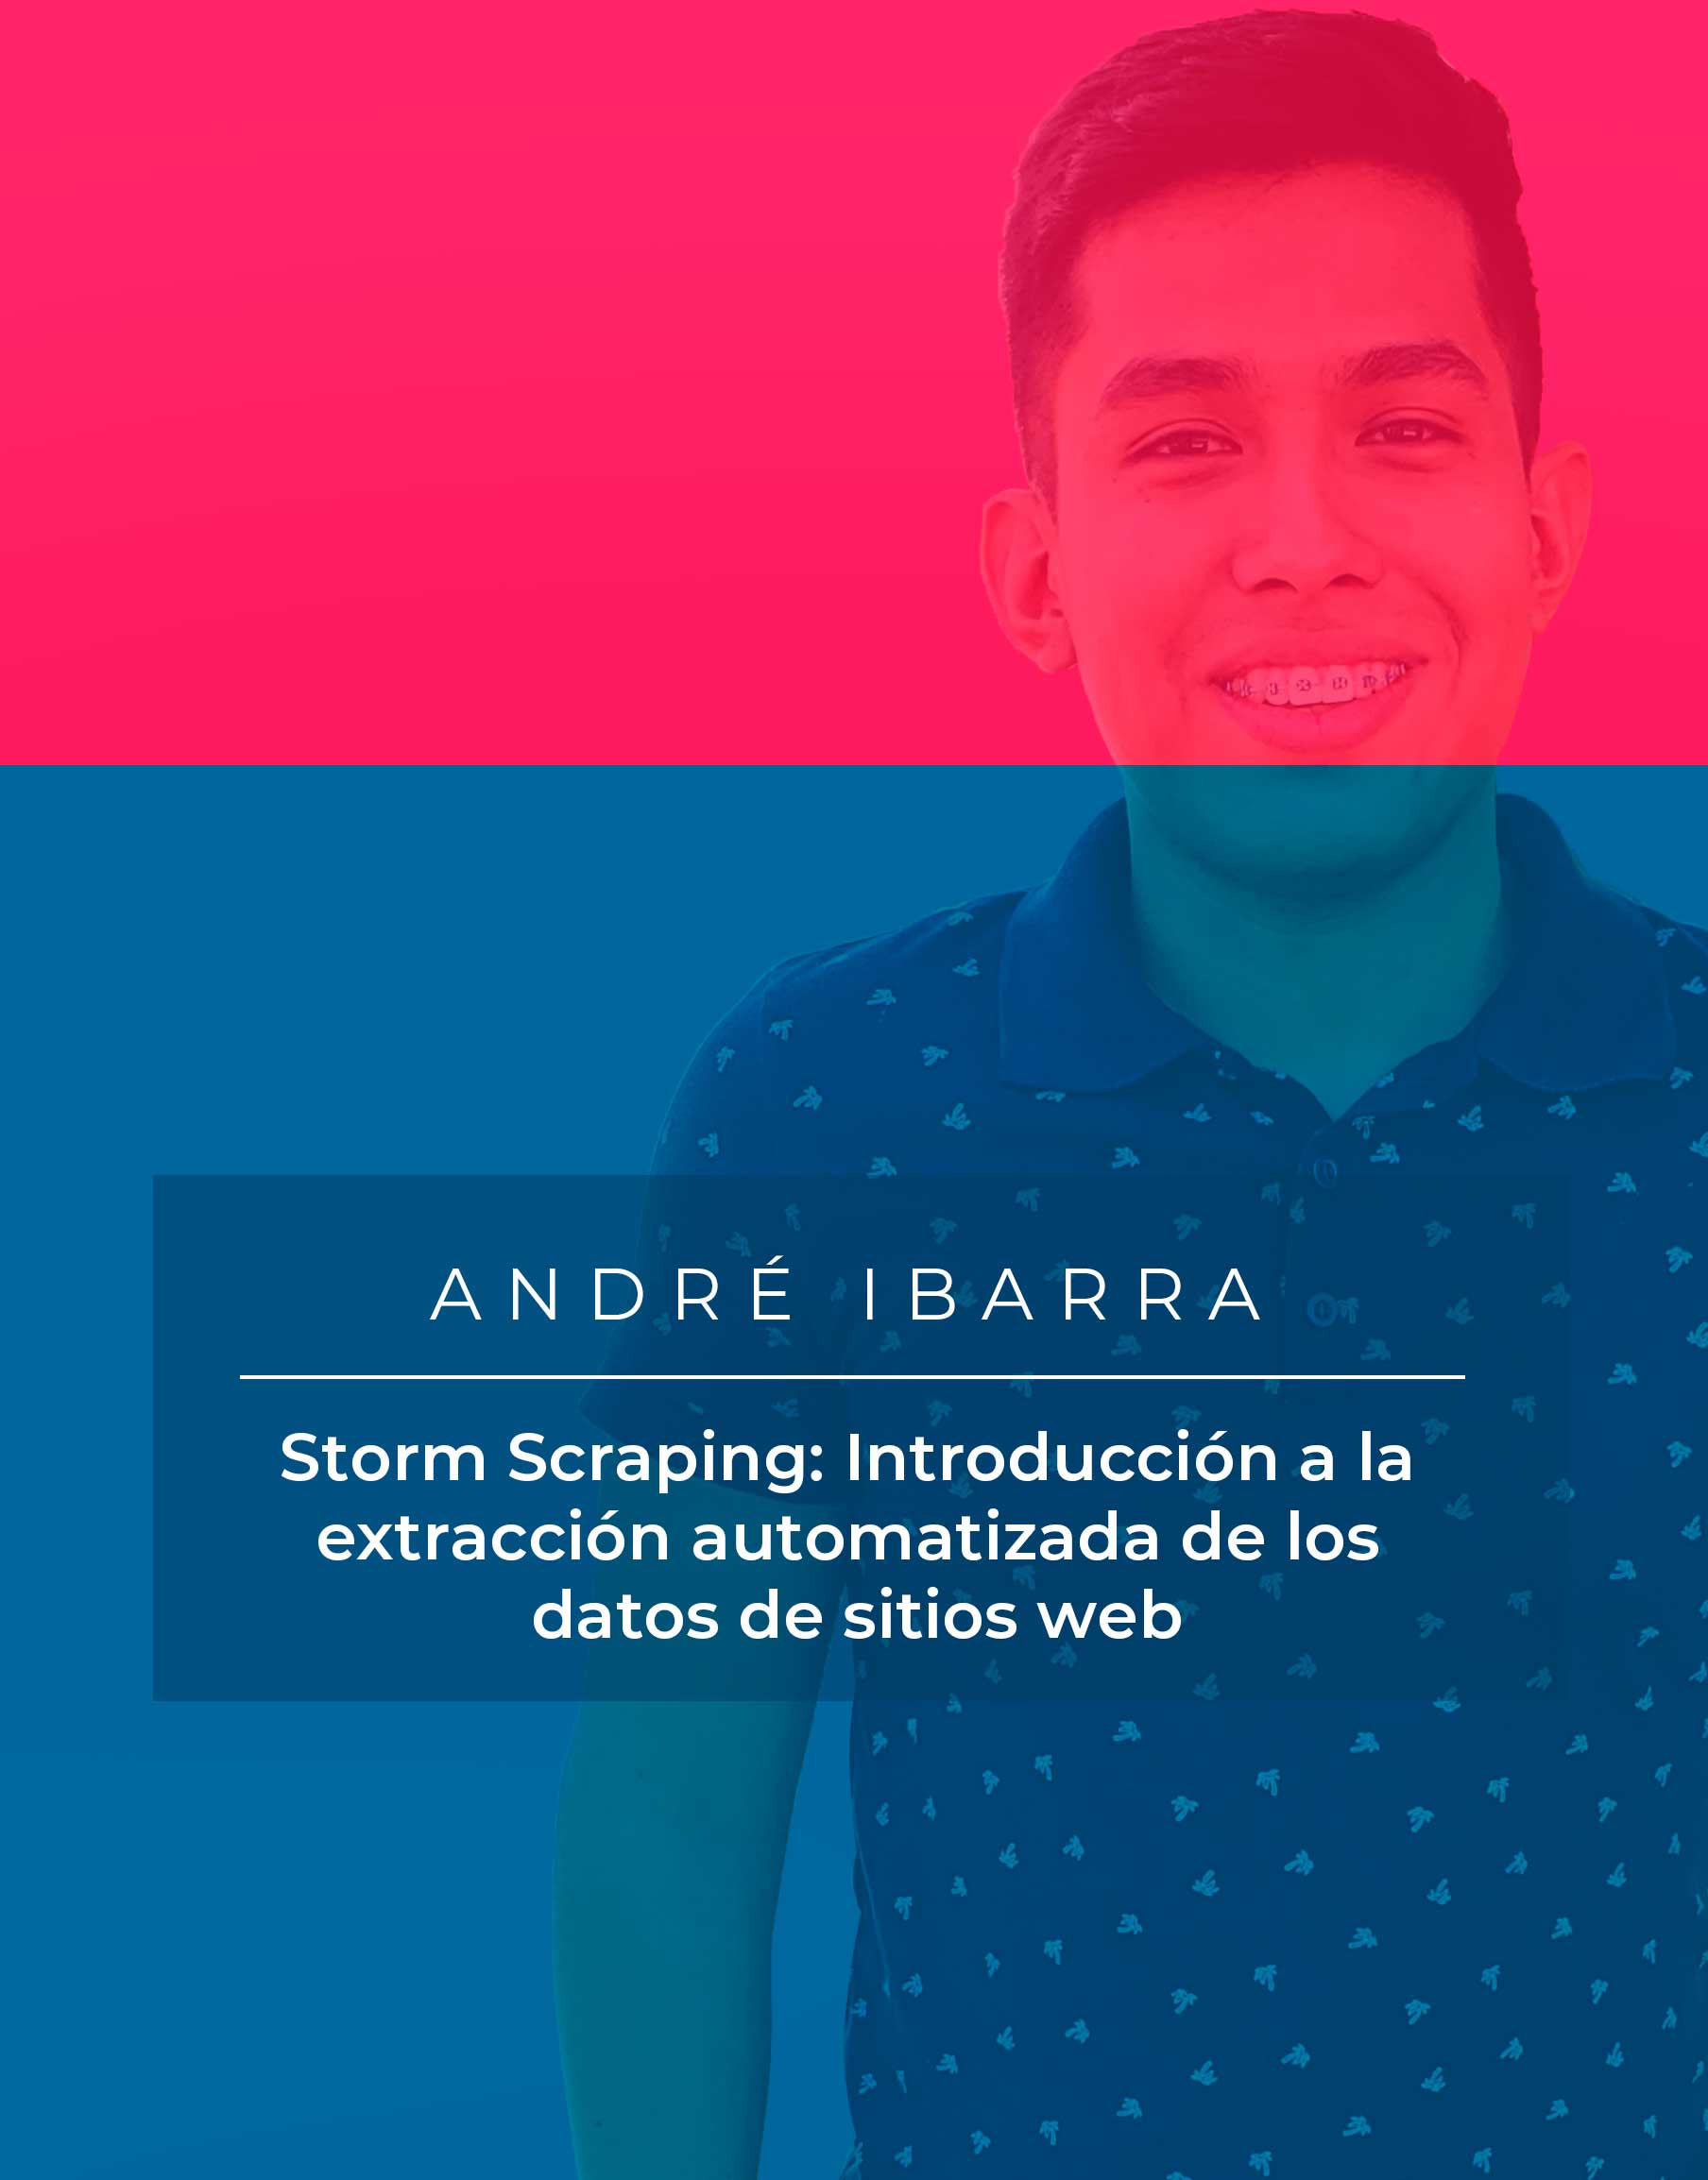 ANDRÉ IBARRA
Storm Scraping: Introducción a la
extracción automatizada de los
datos de sitios web